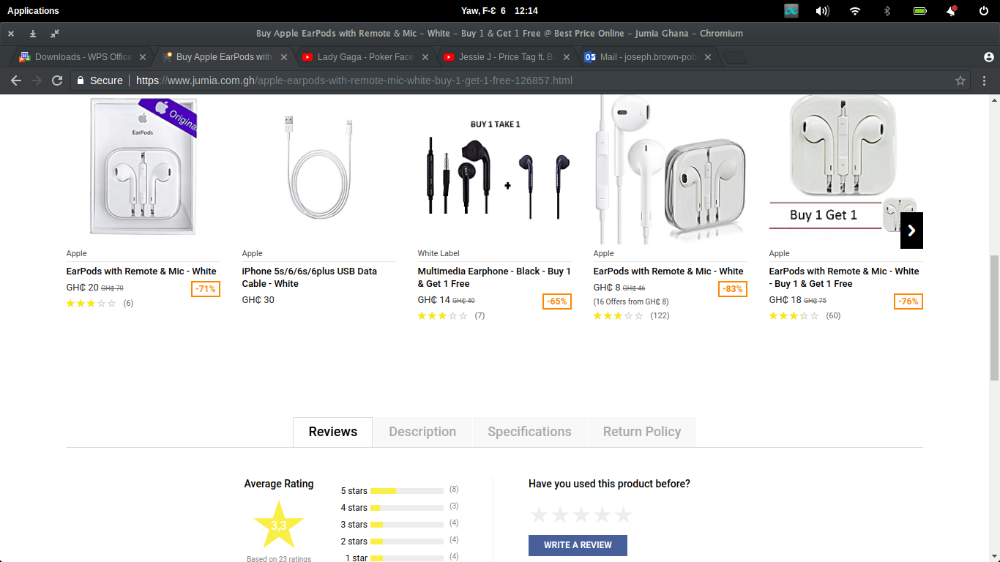 Applications
Yaw, F-Ɛ 6 12:14
Buy Apple EarPods with Remote & Mic – White – Buy 1 & Get 1 Free @ Best Price Online – Jumia Ghana – Chromium
Downloads - WPS Office
Buy Apple EarPods with
Lady Gaga - Poker Face
Jessie J - Price Tag ft. B.
Mail - joseph.brown-pob
Secure
https://www.jumia.com.gh/apple-earpods-with-remote-mic-white-buy-1-get-1-free-126857.html
Original
EarPods
BUY 1 TAKE 1
+
Buy 1 Get 1
Apple
EarPods with Remote & Mic - White
GH₵ 20 GH₵ 70
-71%
(6)
Apple
iPhone 5s/6/6s/6plus USB Data
Cable - White
GH₵ 30
White Label
Multimedia Earphone - Black - Buy 1
& Get 1 Free
GH₵ 14 GH₵ 40
-65%
(7)
Apple
EarPods with Remote & Mic - White
GH₵ 8 GH₵ 46
-83%
(16 Offers from GH₵ 8)
(122)
Apple
EarPods with Remote & Mic - White
- Buy 1 & Get 1 Free
GH₵ 18 GH₵ 75
-76%
(60)
Reviews
Description
Specifications
Return Policy
Average Rating
3,3
Based on 23 ratings
5 stars (8)
4 stars (3)
3 stars (4)
2 stars (4)
1 star (4)
Have you used this product before?
WRITE A REVIEW